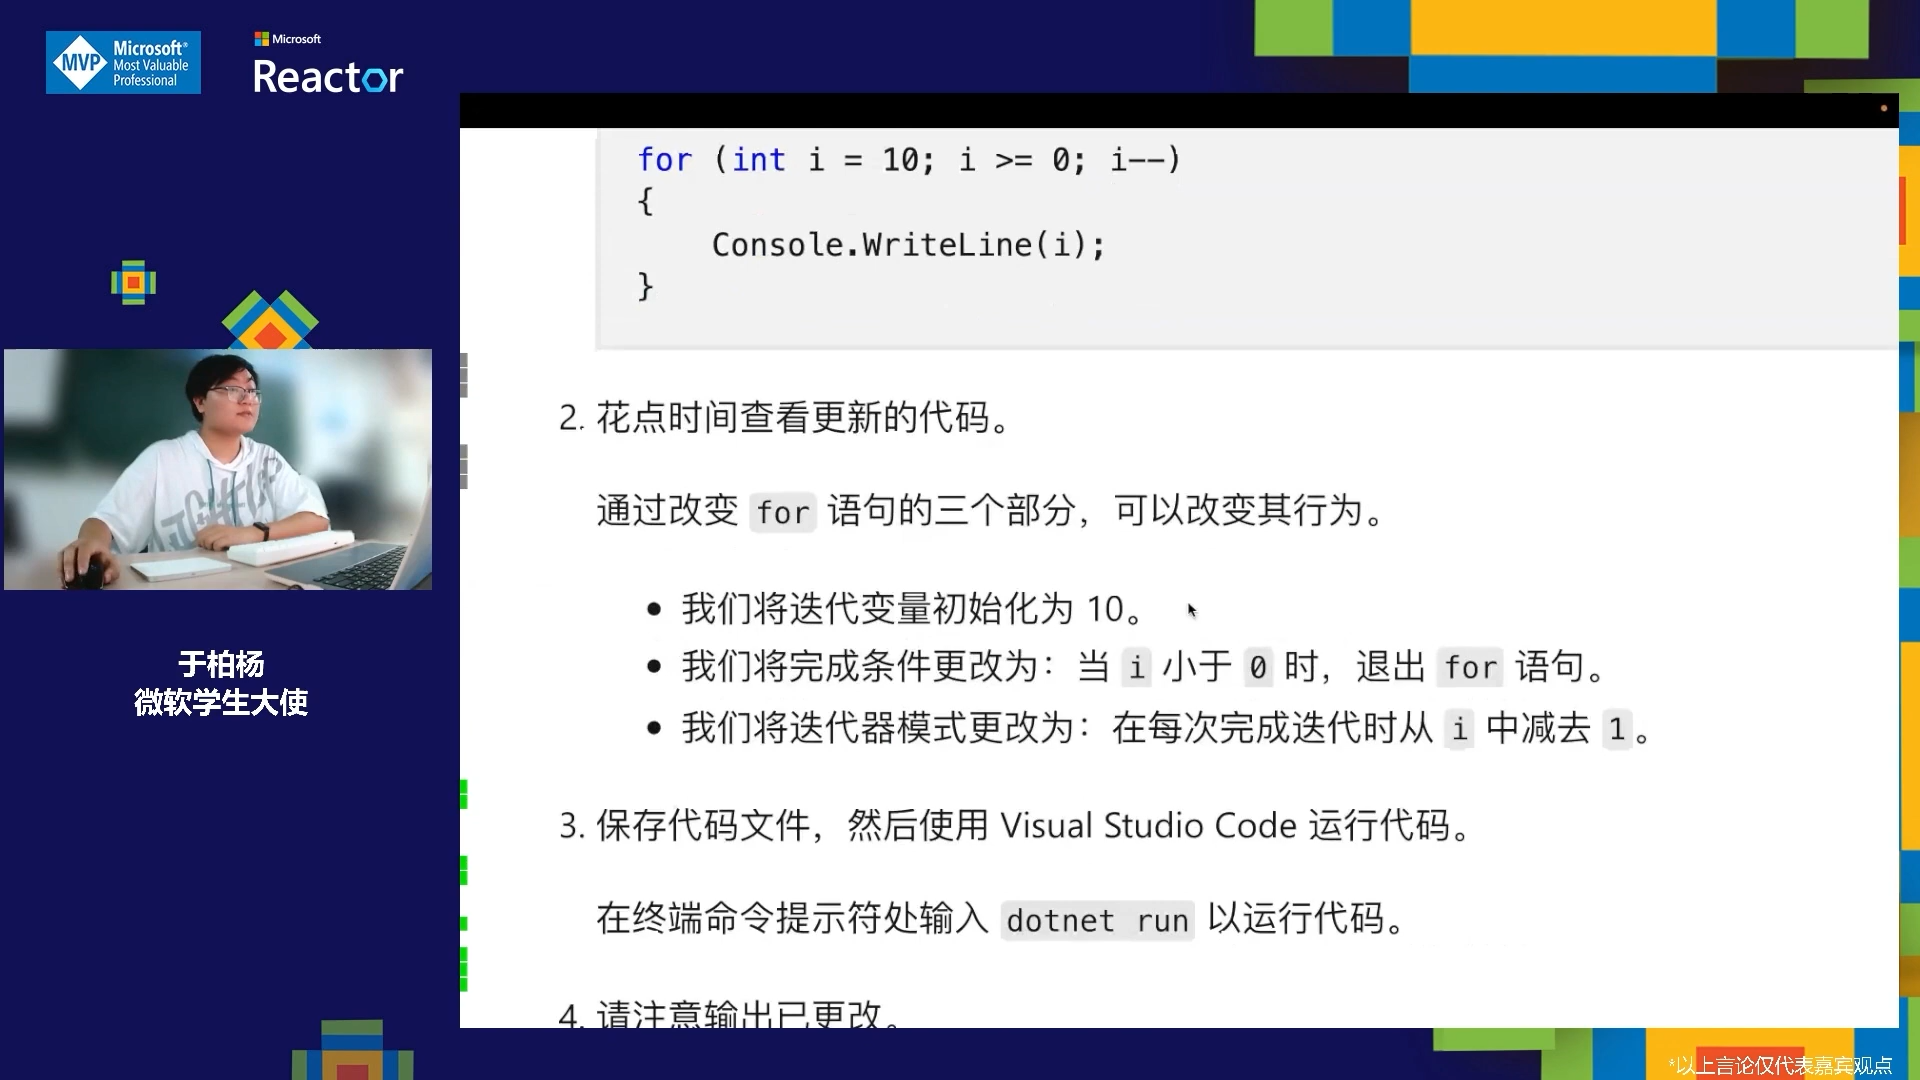 MVP
Microsoft®
Most Valuable
Professional
Microsoft
Reactor
for (int i = 10; i >= 0; i--)
{
Console.WriteLine(i);
}
2. 花点时间查看更新的代码。
通过改变 for 语句的三个部分，可以改变其行为。
• 我们将迭代变量初始化为 10。
• 我们将完成条件更改为：当 i 小于 0 时，退出 for 语句。
• 我们将迭代器模式更改为：在每次完成迭代时从 i 中减去 1。
3. 保存代码文件，然后使用 Visual Studio Code 运行代码。
在终端命令提示符处输入 dotnet run 以运行代码。
4. 请注意输出已更改。
于柏杨
微软学生大使
*以上言论仅代表嘉宾观点